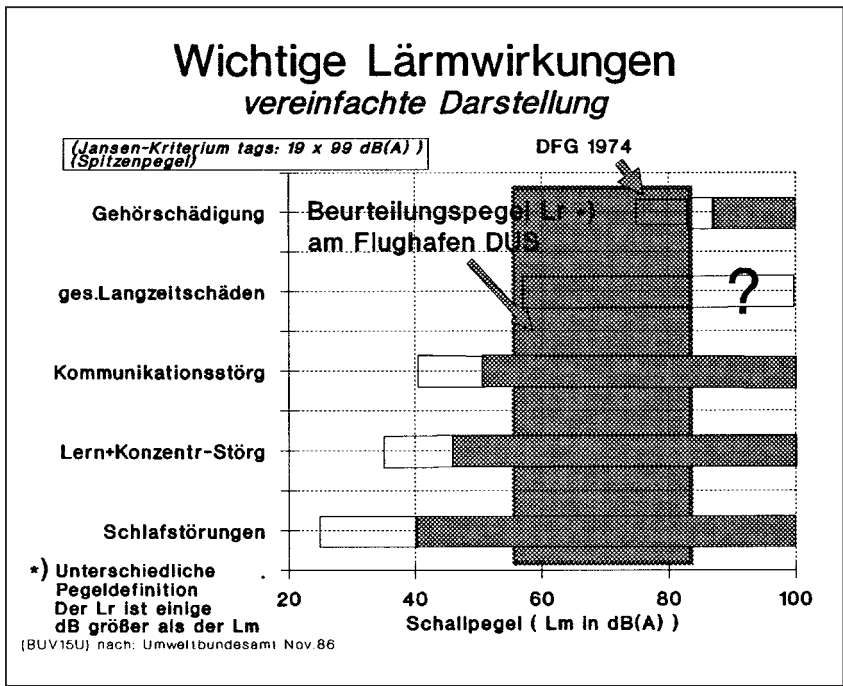 Wichtige Lärmwirkungen
vereinfachte Darstellung
(Jansen-Kriterium tags: 19 x 99 dB(A) )
(Spitzenpegel)
DFG 1974
Gehörschädigung
Beurteilungspegel Lr *)
am Flughafen DUS
ges.Langzeitschäden
?
Kommunikationsstörg
Lern+Konzentr-Störg
Schlafstörungen
*) Unterschiedliche
Pegeldefinition
Der Lr ist einige
dB größer als der Lm
20 40 60 80 100
Schallpegel ( Lm in dB(A) )
(BUV15U) nach: Umweltbundesamt Nov.86